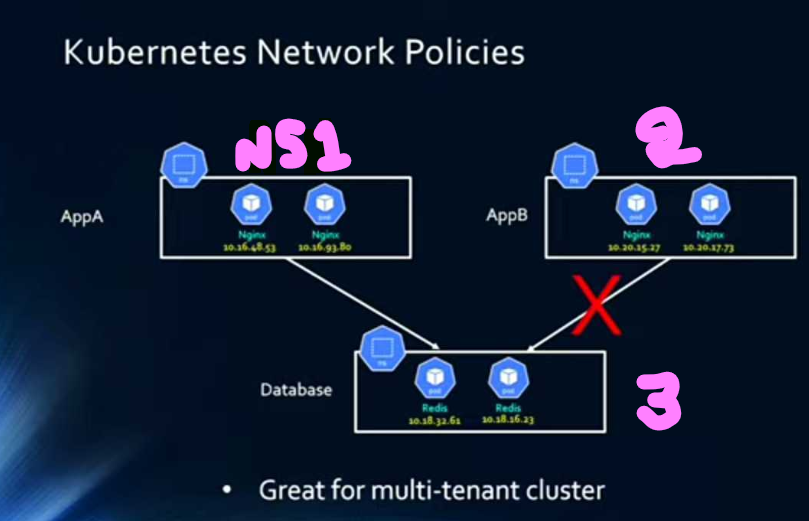 Kubernetes Network Policies
NS1
2
ns
ns
AppA
pod
pod
AppB
pod
pod
Nginx
Nginx
Nginx
Nginx
10.16.48.53
10.16.93.80
10.20.15.27
10.20.17.73
X
ns
Database
pod
pod
3
Redis
Redis
10.18.32.61
10.18.16.23
• Great for multi-tenant cluster